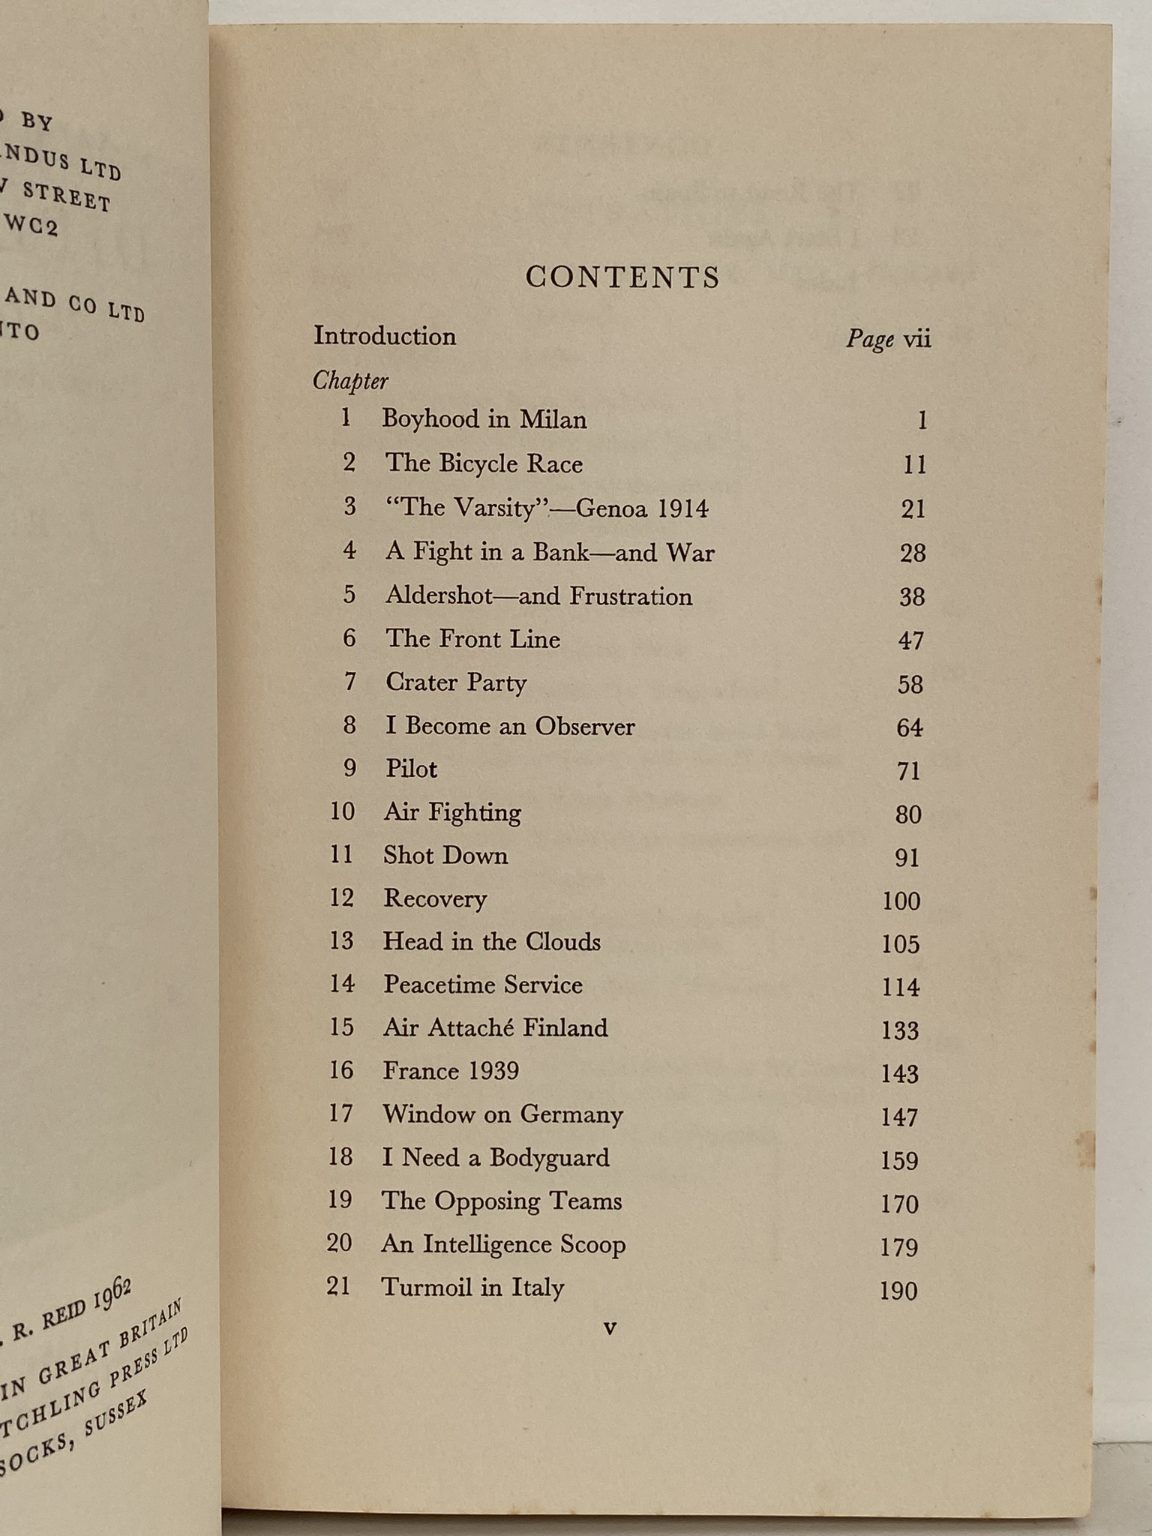 BY
LTD
STREET
WC2
AND CO LTD
R. REID 1962
IN GREAT BRITAIN
PRESS LTD
SUSSEX
CONTENTS
Introduction Page vii
Chapter
1 Boyhood in Milan 1
2 The Bicycle Race 11
3 “The Varsity”—Genoa 1914 21
4 A Fight in a Bank—and War 28
5 Aldershot—and Frustration 38
6 The Front Line 47
7 Crater Party 58
8 I Become an Observer 64
9 Pilot 71
10 Air Fighting 80
11 Shot Down 91
12 Recovery 100
13 Head in the Clouds 105
14 Peacetime Service 114
15 Air Attaché Finland 133
16 France 1939 143
17 Window on Germany 147
18 I Need a Bodyguard 159
19 The Opposing Teams 170
20 An Intelligence Scoop 179
21 Turmoil in Italy 190
v